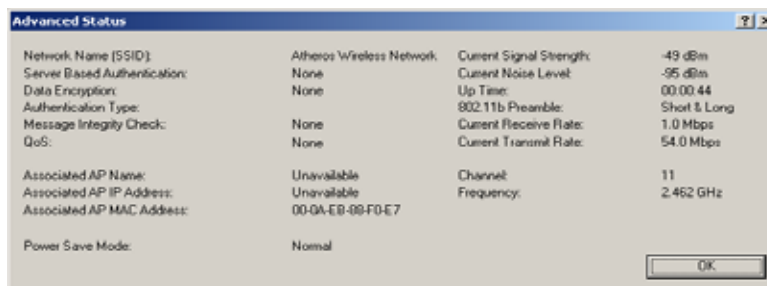 Advanced Status
Network Name (SSID): Atheros Wireless Network Current Signal Strength: -49 dBm
Server Based Authentication: None Current Noise Level: -95 dBm
Data Encryption: None Up Time: 00:00:44
Authentication Type: 802.11b Preamble: Short & Long
Message Integrity Check: None Current Receive Rate: 1.0 Mbps
QoS: None Current Transmit Rate: 54.0 Mbps
Associated AP Name: Unavailable Channel: 11
Associated AP IP Address: Unavailable Frequency: 2.462 GHz
Associated AP MAC Address: 00-0A-EB-88-F0-E7
Power Save Mode: Normal
OK